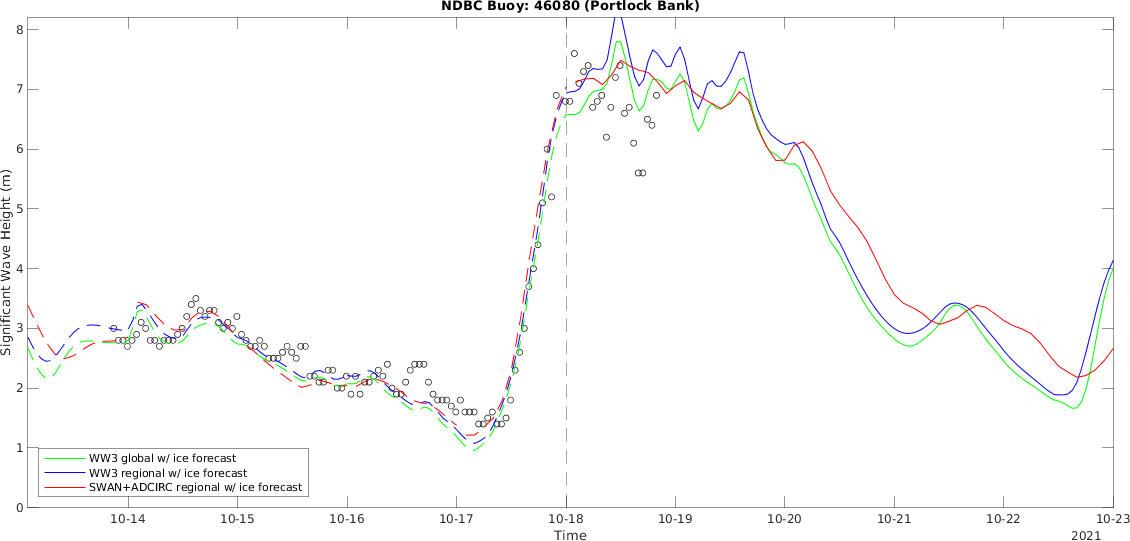 NDBC Buoy: 46080 (Portlock Bank)
8
7
6
5
4
3
2
1
0
Significant Wave Height (m)
WW3 global w/ ice forecast
WW3 regional w/ ice forecast
SWAN+ADCIRC regional w/ ice forecast
10-14 10-15 10-16 10-17 10-18 10-19 10-20 10-21 10-22 10-23
Time
2021